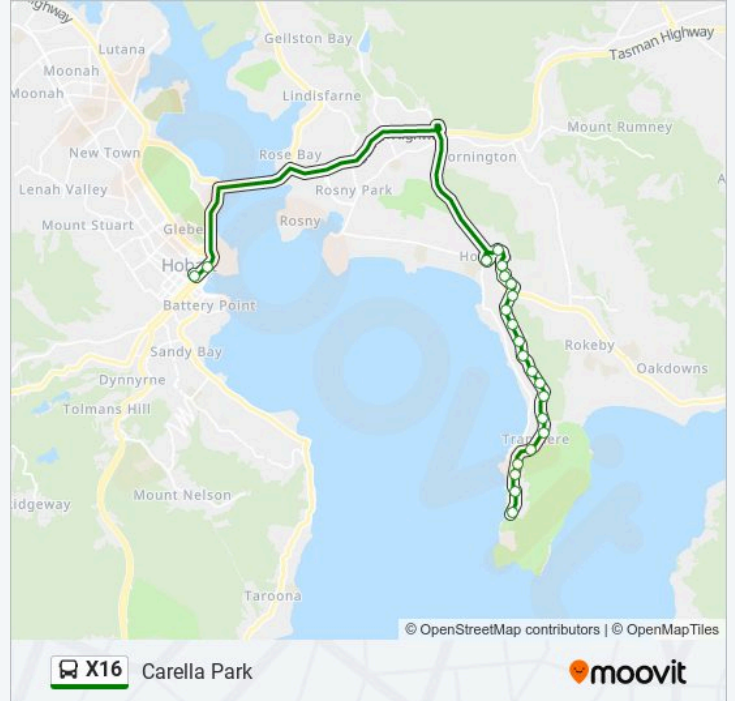 Highway
Geilston Bay
Lutana
Tasman Highway
Moonah
Moonah
Lindisfarne
Mount Rumney
New Town
Rose Bay
ornington
Lenah Valley
Rosny Park
Mount Stuart
Rosny
Glebe
Hob
Ho
Battery Point
Sandy Bay
Rokeby
Dynnyrne
Oakdowns
Tolmans Hill
Tran ere
Mount Nelson
idgeway
Taroona
© OpenStreetMap contributors | © OpenMapTiles
X16 Carella Park
moovit